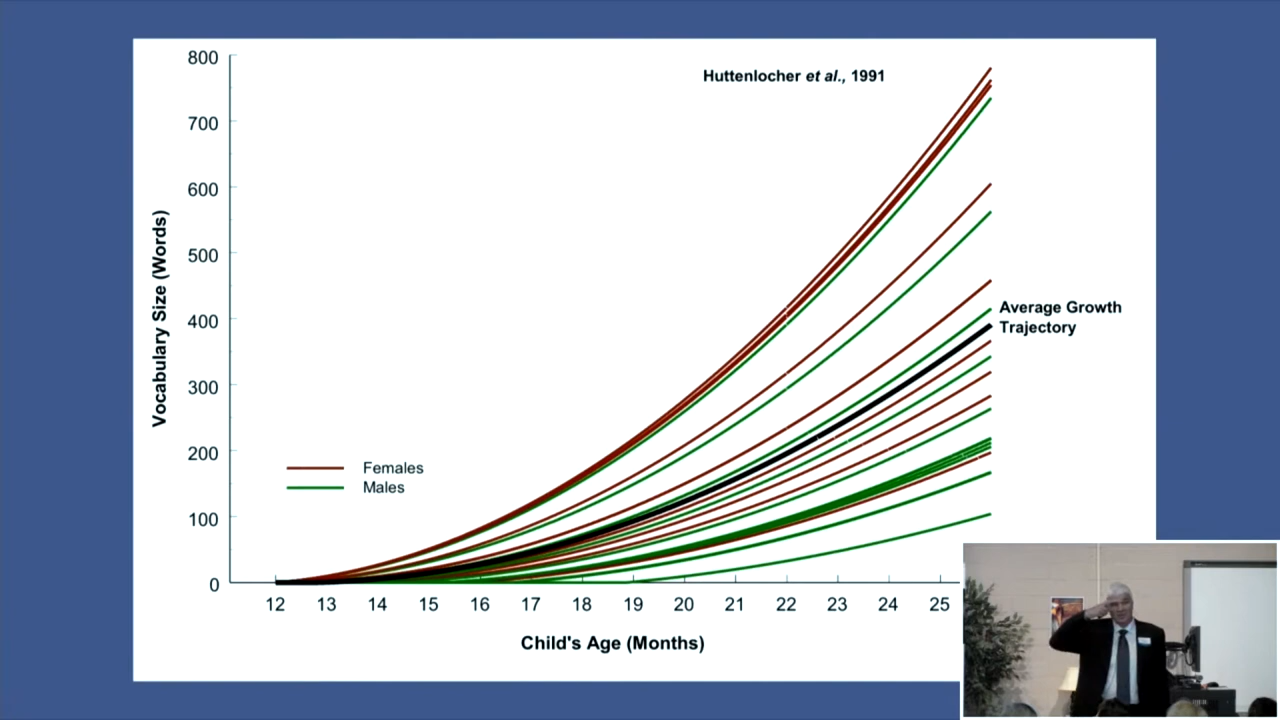 Huttenlocher et al., 1991
800
700
600
500
400
300
200
100
0
Vocabulary Size (Words)
Average Growth
Trajectory
Females
Males
12 13 14 15 16 17 18 19 20 21 22 23 24 25
Child's Age (Months)